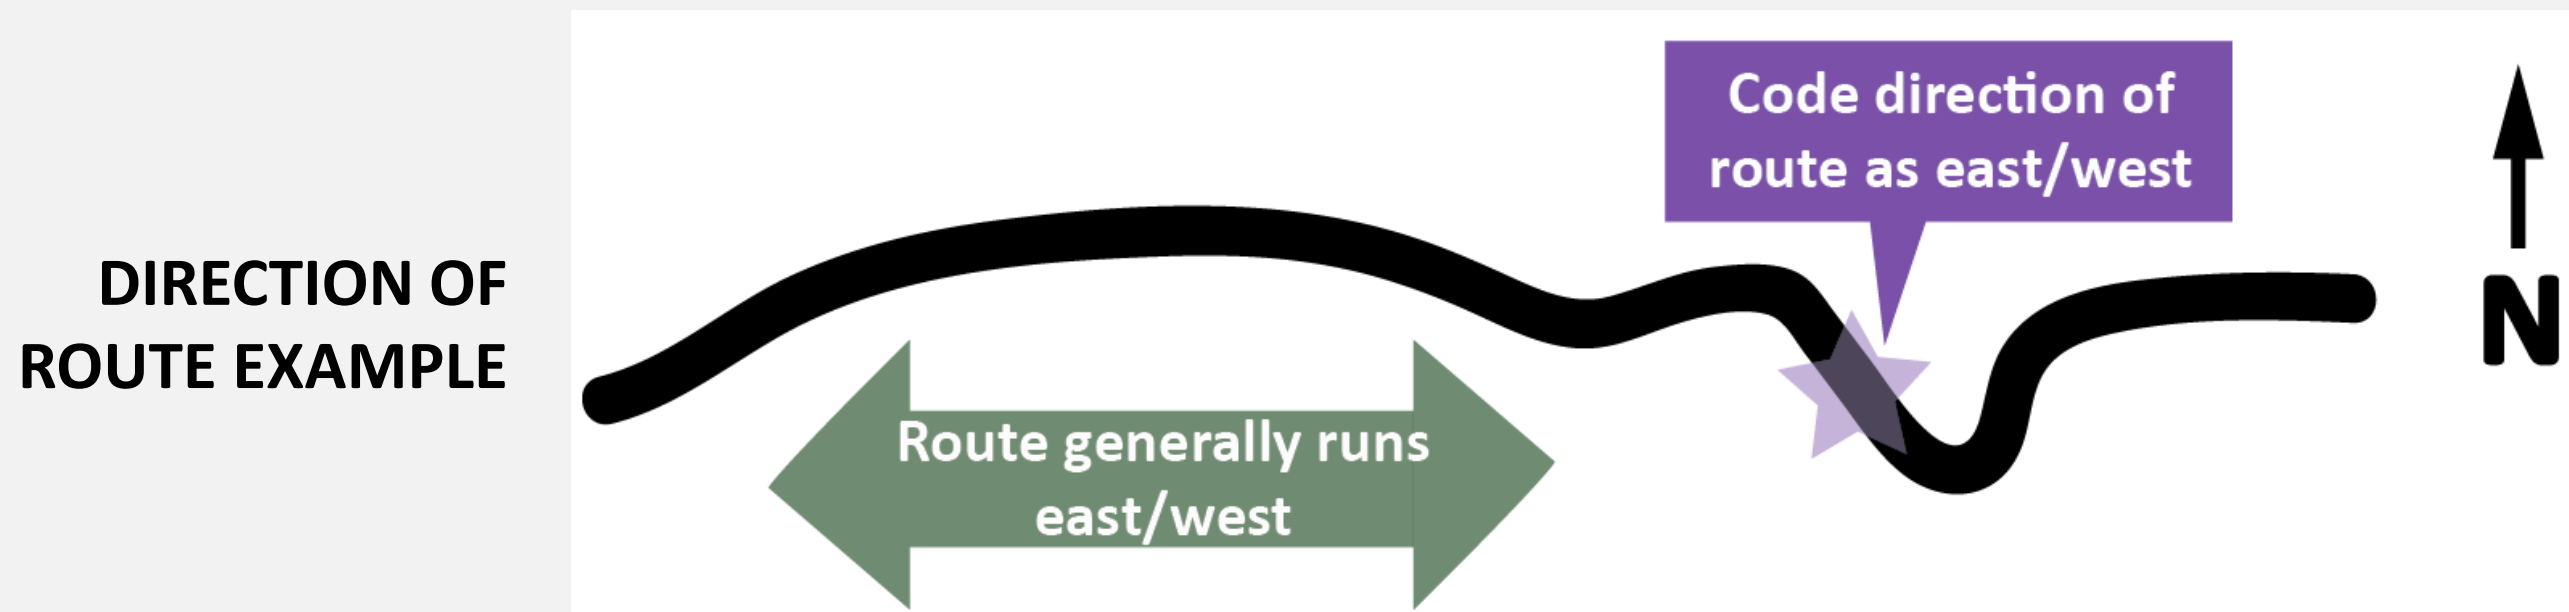 DIRECTION OF
ROUTE EXAMPLE
Code direction of
route as east/west
Route generally runs
east/west
N